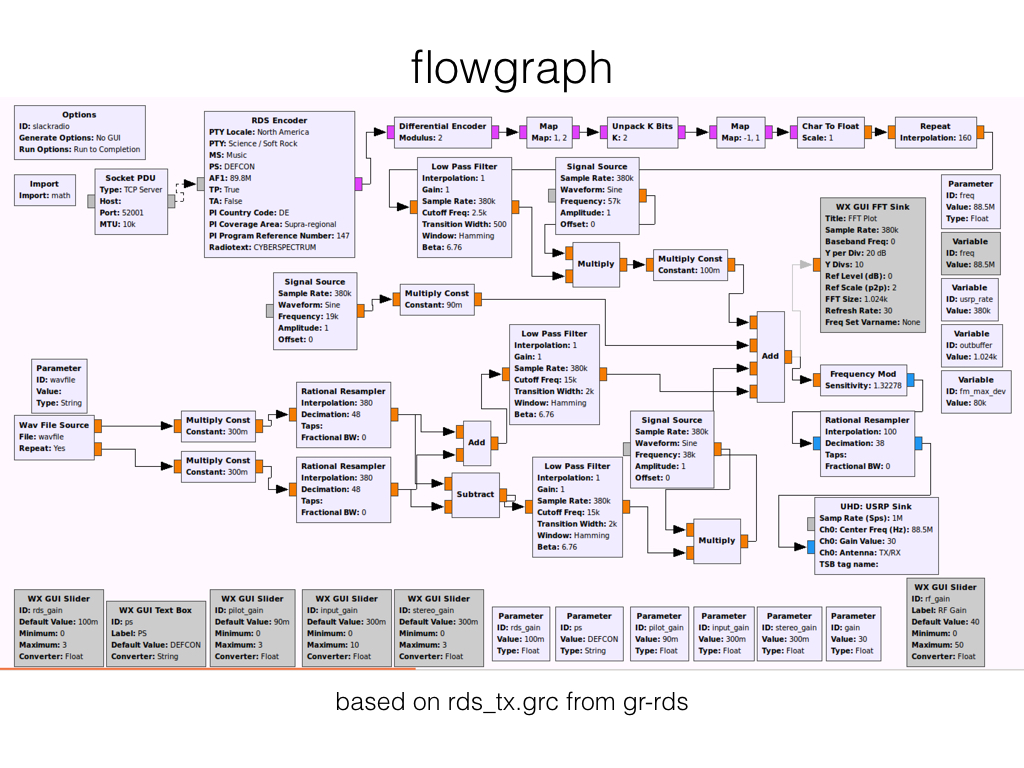 flowgraph
Options
ID: slackradio
Generate Options: No GUI
Run Options: Run to Completion
Import
Import: math
Socket PDU
Type: TCP Server
Host:
Port: 52001
MTU: 10k
RDS Encoder
PTY Locale: North America
PTY: Science / Soft Rock
MS: Music
PS: DEFCON
AF1: 89.8M
TP: True
TA: False
PI Country Code: DE
PI Coverage Area: Supra-regional
PI Program Reference Number: 147
Radiotext: CYBERSPECTRUM
Differential Encoder
Modulus: 2
Map
Map: 1, 2
Unpack K Bits
K: 2
Map
Map: -1, 1
Char To Float
Scale: 1
Repeat
Interpolation: 160
Low Pass Filter
Interpolation: 1
Gain: 1
Sample Rate: 380k
Cutoff Freq: 2.5k
Transition Width: 500
Window: Hamming
Beta: 6.76
Signal Source
Sample Rate: 380k
Waveform: Sine
Frequency: 57k
Amplitude: 1
Offset: 0
Multiply
Multiply Const
Constant: 100m
WX GUI FFT Sink
Title: FFT Plot
Sample Rate: 380k
Baseband Freq: 0
Y per Div: 20 dB
Y Divs: 10
Ref Level (dB): 0
Ref Scale (p2p): 2
FFT Size: 1.024k
Refresh Rate: 30
Freq Set Varname: None
Parameter
ID: freq
Value: 88.5M
Type: Float
Variable
ID: freq
Value: 88.5M
Variable
ID: usrp_rate
Value: 380k
Variable
ID: outbuffer
Value: 1.024k
Variable
ID: fm_max_dev
Value: 80k
Signal Source
Sample Rate: 380k
Waveform: Sine
Frequency: 19k
Amplitude: 1
Offset: 0
Multiply Const
Constant: 90m
Low Pass Filter
Interpolation: 1
Gain: 1
Sample Rate: 380k
Cutoff Freq: 15k
Transition Width: 2k
Window: Hamming
Beta: 6.76
Add
Frequency Mod
Sensitivity: 1.32278
Parameter
ID: wavfile
Value:
Type: String
Wav File Source
File: wavfile
Repeat: Yes
Multiply Const
Constant: 300m
Multiply Const
Constant: 300m
Rational Resampler
Interpolation: 380
Decimation: 48
Taps:
Fractional BW: 0
Rational Resampler
Interpolation: 380
Decimation: 48
Taps:
Fractional BW: 0
Add
Subtract
Low Pass Filter
Interpolation: 1
Gain: 1
Sample Rate: 380k
Cutoff Freq: 15k
Transition Width: 2k
Window: Hamming
Beta: 6.76
Signal Source
Sample Rate: 380k
Waveform: Sine
Frequency: 38k
Amplitude: 1
Offset: 0
Multiply
Rational Resampler
Interpolation: 100
Decimation: 38
Taps:
Fractional BW: 0
UHD: USRP Sink
Samp Rate (Sps): 1M
Ch0: Center Freq (Hz): 88.5M
Ch0: Gain Value: 30
Ch0: Antenna: TX/RX
TSB tag name:
WX GUI Slider
ID: rds_gain
Default Value: 100m
Minimum: 0
Maximum: 3
Converter: Float
WX GUI Text Box
ID: ps
Label: PS
Default Value: DEFCON
Converter: String
WX GUI Slider
ID: pilot_gain
Default Value: 90m
Minimum: 0
Maximum: 3
Converter: Float
WX GUI Slider
ID: input_gain
Default Value: 300m
Minimum: 0
Maximum: 10
Converter: Float
WX GUI Slider
ID: stereo_gain
Default Value: 300m
Minimum: 0
Maximum: 3
Converter: Float
Parameter
ID: rds_gain
Value: 100m
Type: Float
Parameter
ID: ps
Value: DEFCON
Type: String
Parameter
ID: pilot_gain
Value: 90m
Type: Float
Parameter
ID: input_gain
Value: 300m
Type: Float
Parameter
ID: stereo_gain
Value: 300m
Type: Float
Parameter
ID: gain
Value: 30
Type: Float
WX GUI Slider
ID: rf_gain
Label: RF Gain
Default Value: 40
Minimum: 0
Maximum: 50
Converter: Float
based on rds_tx.grc from gr-rds